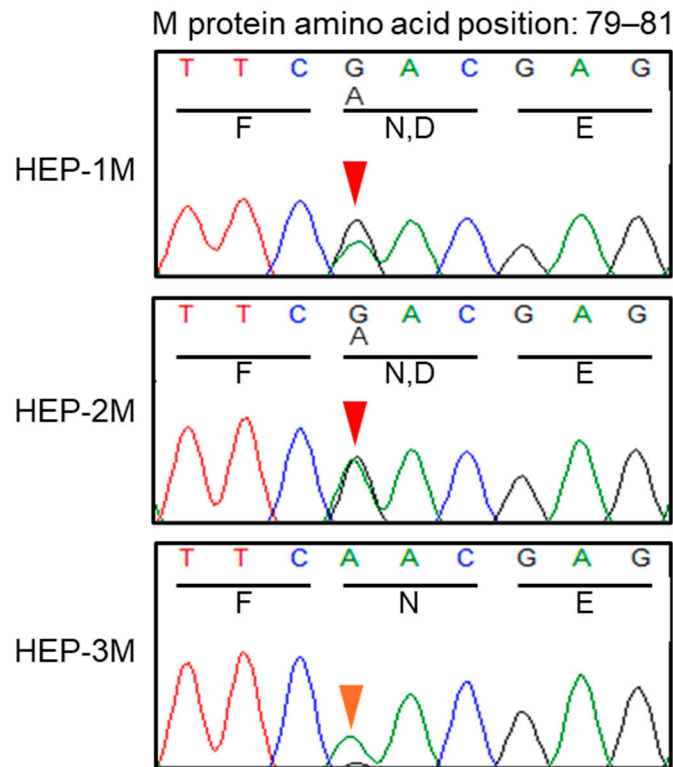 M protein amino acid position: 79–81
T T C G A C G A G
A
F N,D E
HEP-1M
T T C G A C G A G
A
F N,D E
HEP-2M
T T C A A C G A G
F N E
HEP-3M